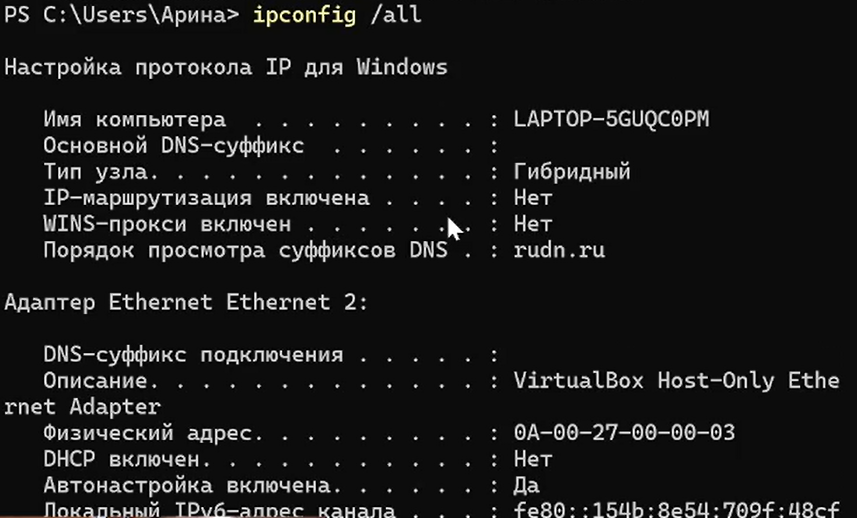 PS C:\Users\Арина> ipconfig /all
Настройка протокола IP для Windows
Имя компьютера . . . . . . . . . : LAPTOP-5GUQC0PM
Основной DNS-суффикс . . . . . . :
Тип узла. . . . . . . . . . . . . : Гибридный
IP-маршрутизация включена . . . . : Нет
WINS-прокси включен . . . . . . . : Нет
Порядок просмотра суффиксов DNS . : rudn.ru
Адаптер Ethernet Ethernet 2:
DNS-суффикс подключения . . . . . :
Описание. . . . . . . . . . . . . : VirtualBox Host-Only Ethe
rnet Adapter
Физический адрес. . . . . . . . . : 0A-00-27-00-00-03
DHCP включен. . . . . . . . . . . : Нет
Автонастройка включена. . . . . . : Да
Локальный IPv6-адрес канала . . . : fe80::154b:8e54:709f:48cf